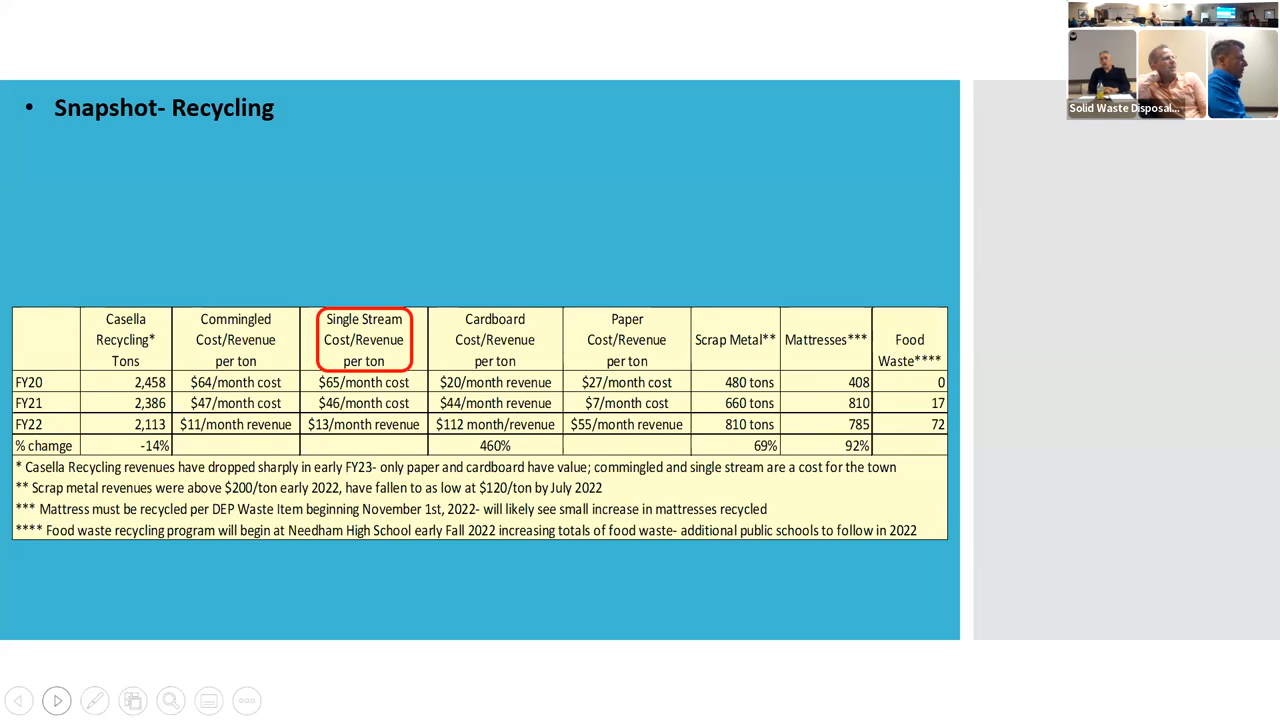 Solid Waste Disposal...
• Snapshot- Recycling
Casella Recycling* Tons | Commingled Cost/Revenue per ton | Single Stream Cost/Revenue per ton | Cardboard Cost/Revenue per ton | Paper Cost/Revenue per ton | Scrap Metal** | Mattresses*** | Food Waste****
FY20 | 2,458 | $64/month cost | $65/month cost | $20/month revenue | $27/month cost | 480 tons | 408 | 0
FY21 | 2,386 | $47/month cost | $46/month cost | $44/month revenue | $7/month cost | 660 tons | 810 | 17
FY22 | 2,113 | $11/month revenue | $13/month revenue | $112 month/revenue | $55/month revenue | 810 tons | 785 | 72
% chamge | -14% | | | 460% | | 69% | 92% |
* Casella Recycling revenues have dropped sharply in early FY23- only paper and cardboard have value; commingled and single stream are a cost for the town
** Scrap metal revenues were above $200/ton early 2022, have fallen to as low at $120/ton by July 2022
*** Mattress must be recycled per DEP Waste Item beginning November 1st, 2022- will likely see small increase in mattresses recycled
**** Food waste recycling program will begin at Needham High School early Fall 2022 increasing totals of food waste- additional public schools to follow in 2022